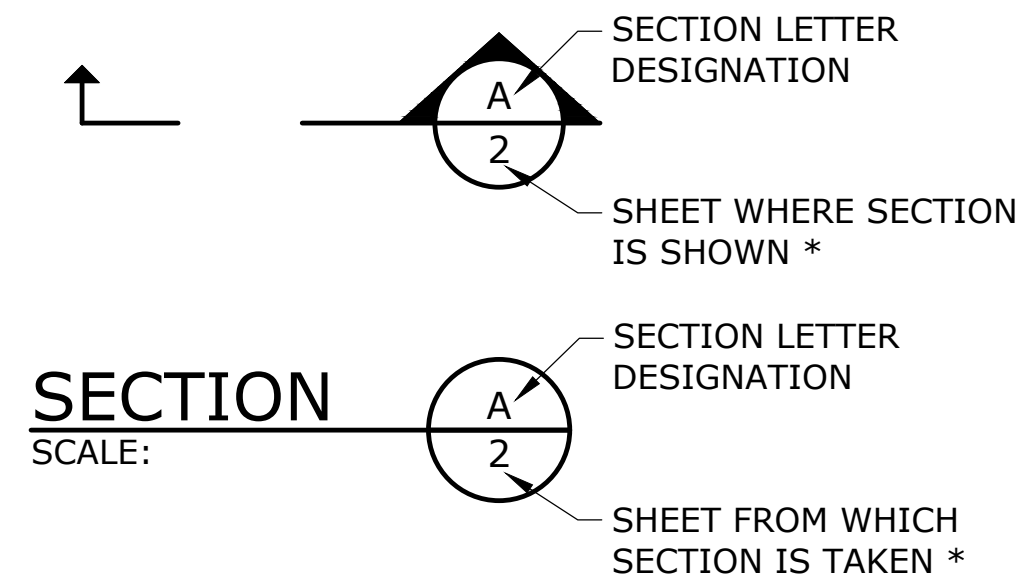 SECTION LETTER
DESIGNATION
A
2
SHEET WHERE SECTION
IS SHOWN *
SECTION LETTER
DESIGNATION
SECTION
A
SCALE:
2
SHEET FROM WHICH
SECTION IS TAKEN *